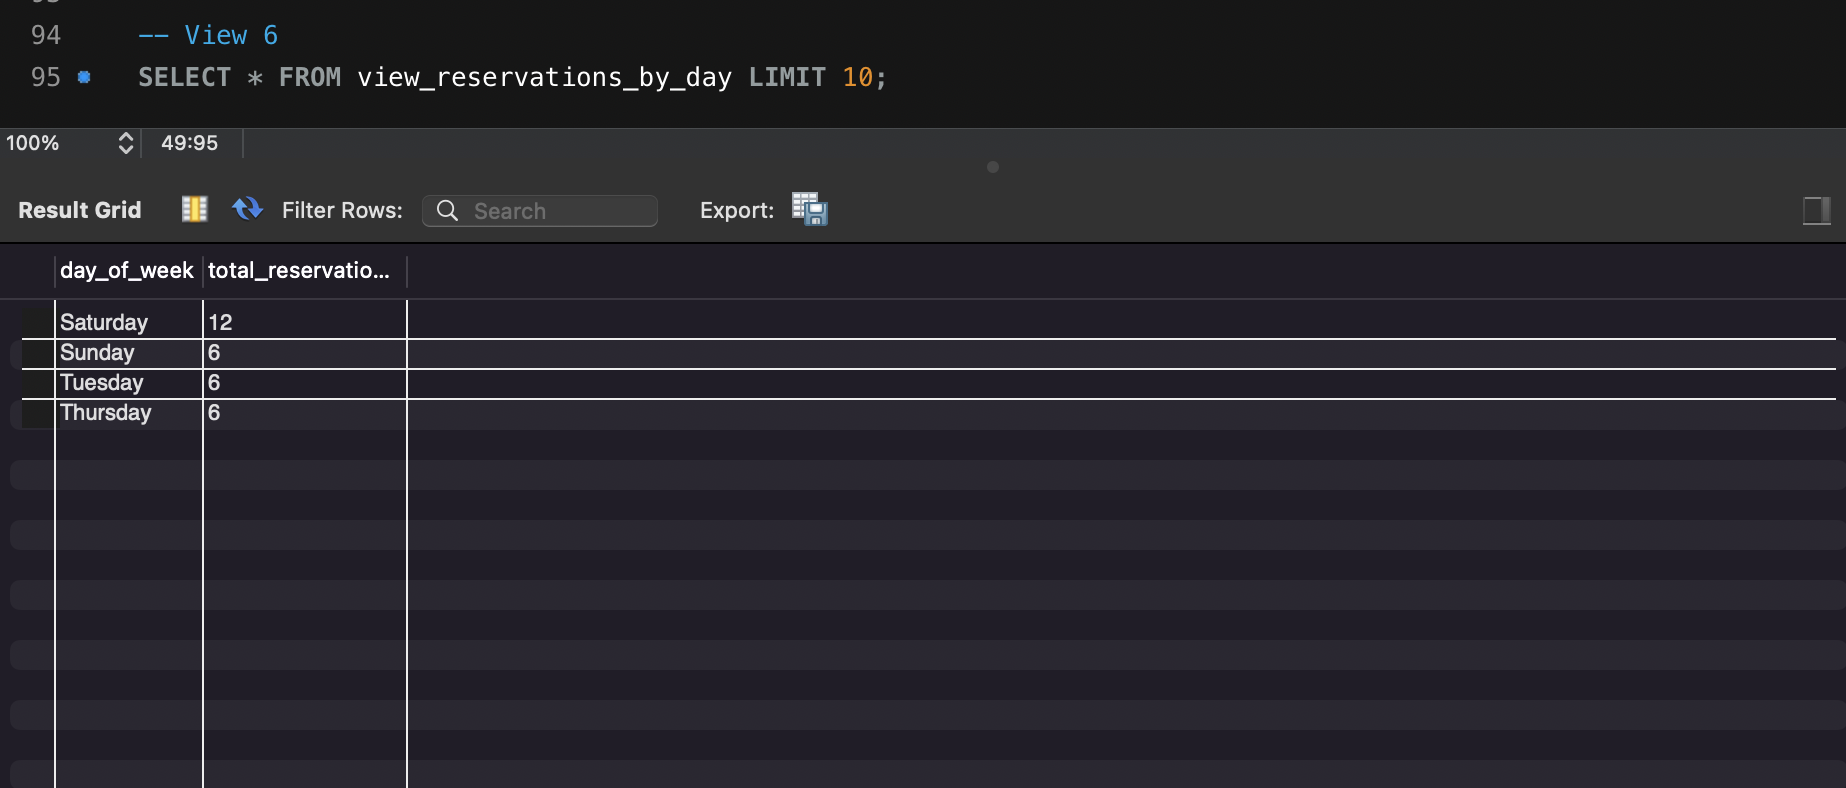 94 -- View 6
95 SELECT * FROM view_reservations_by_day LIMIT 10;
100% 49:95
Result Grid Filter Rows: Search Export:
day_of_week total_reservatio...
Saturday 12
Sunday 6
Tuesday 6
Thursday 6